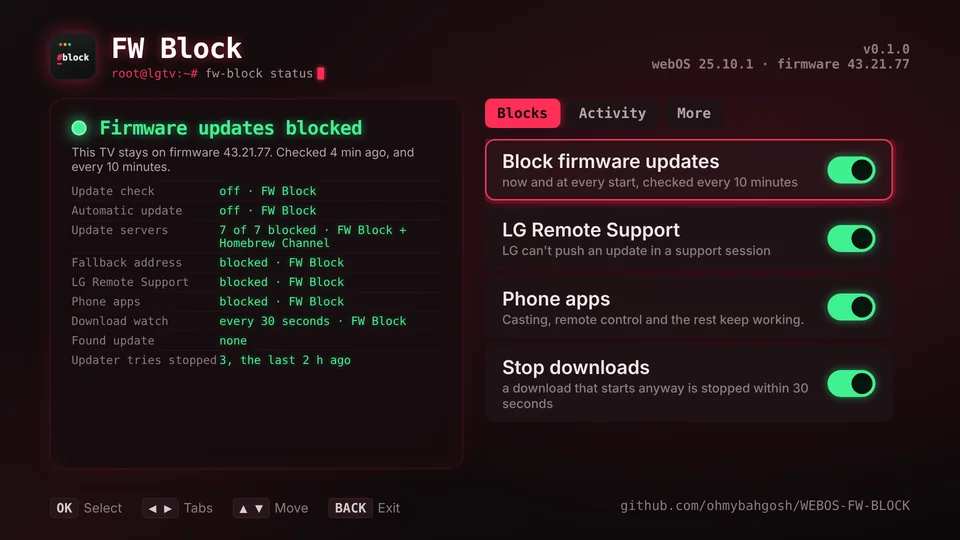 #block
FW Block
root@lgtv:~# fw-block status
v0.1.0
webOS 25.10.1 · firmware 43.21.77
Firmware updates blocked
This TV stays on firmware 43.21.77. Checked 4 min ago, and
every 10 minutes.
Update check off · FW Block
Automatic update off · FW Block
Update servers 7 of 7 blocked · FW Block +
Homebrew Channel
Fallback address blocked · FW Block
LG Remote Support blocked · FW Block
Phone apps blocked · FW Block
Download watch every 30 seconds · FW Block
Found update none
Updater tries stopped 3, the last 2 h ago
Blocks Activity More
Block firmware updates
now and at every start, checked every 10 minutes
LG Remote Support
LG can't push an update in a support session
Phone apps
Casting, remote control and the rest keep working.
Stop downloads
a download that starts anyway is stopped within 30
seconds
OK Select ◄ ► Tabs ▲ ▼ Move BACK Exit
github.com/ohmybahgosh/WEBOS-FW-BLOCK